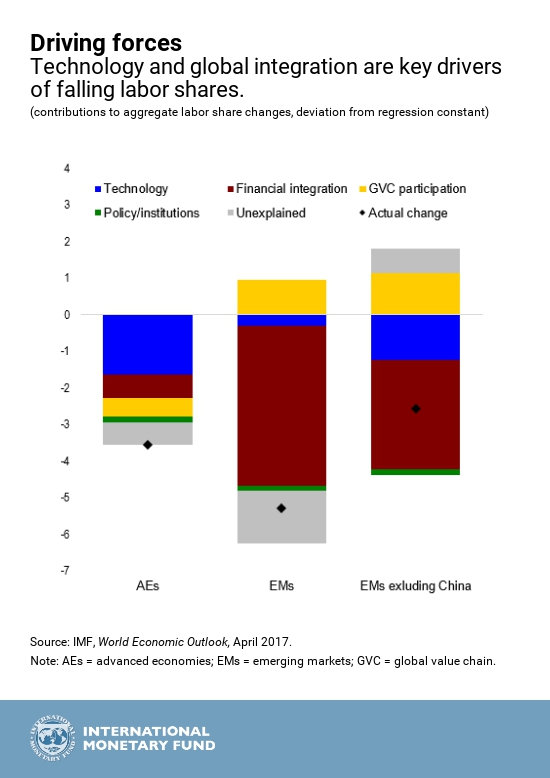 Driving forces
Technology and global integration are key drivers
of falling labor shares.
(contributions to aggregate labor share changes, deviation from regression constant)
4
3
2
1
0
-1
-2
-3
-4
-5
-6
-7
Technology
Financial integration
GVC participation
Policy/institutions
Unexplained
Actual change
AEs
EMs
EMs exluding China
Source: IMF, World Economic Outlook, April 2017.
Note: AEs = advanced economies; EMs = emerging markets; GVC = global value chain.
INTERNATIONAL MONETARY FUND
INTERNATIONAL
MONETARY FUND